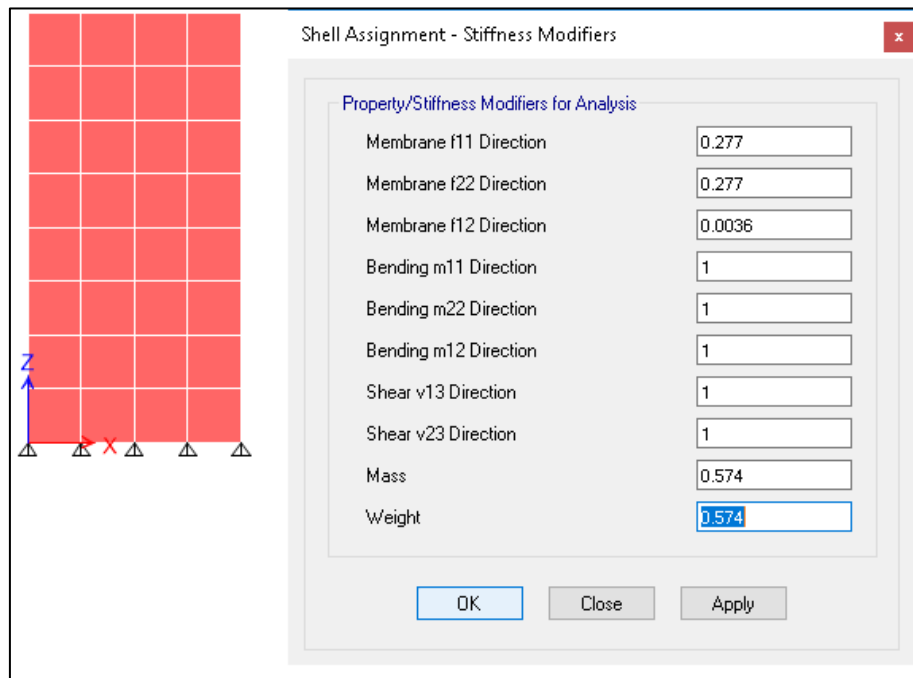 Shell Assignment - Stiffness Modifiers
x
Property/Stiffness Modifiers for Analysis
Membrane f11 Direction 0.277
Membrane f22 Direction 0.277
Membrane f12 Direction 0.0036
Bending m11 Direction 1
Bending m22 Direction 1
Bending m12 Direction 1
Shear v13 Direction 1
Shear v23 Direction 1
Mass 0.574
Weight 0.574
OK Close Apply
Z
X